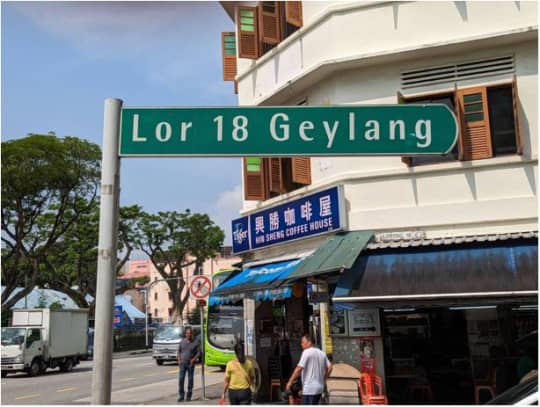 Lor 18 Geylang
Tiger
興勝咖啡屋
HIN SHENG COFFEE HOUSE